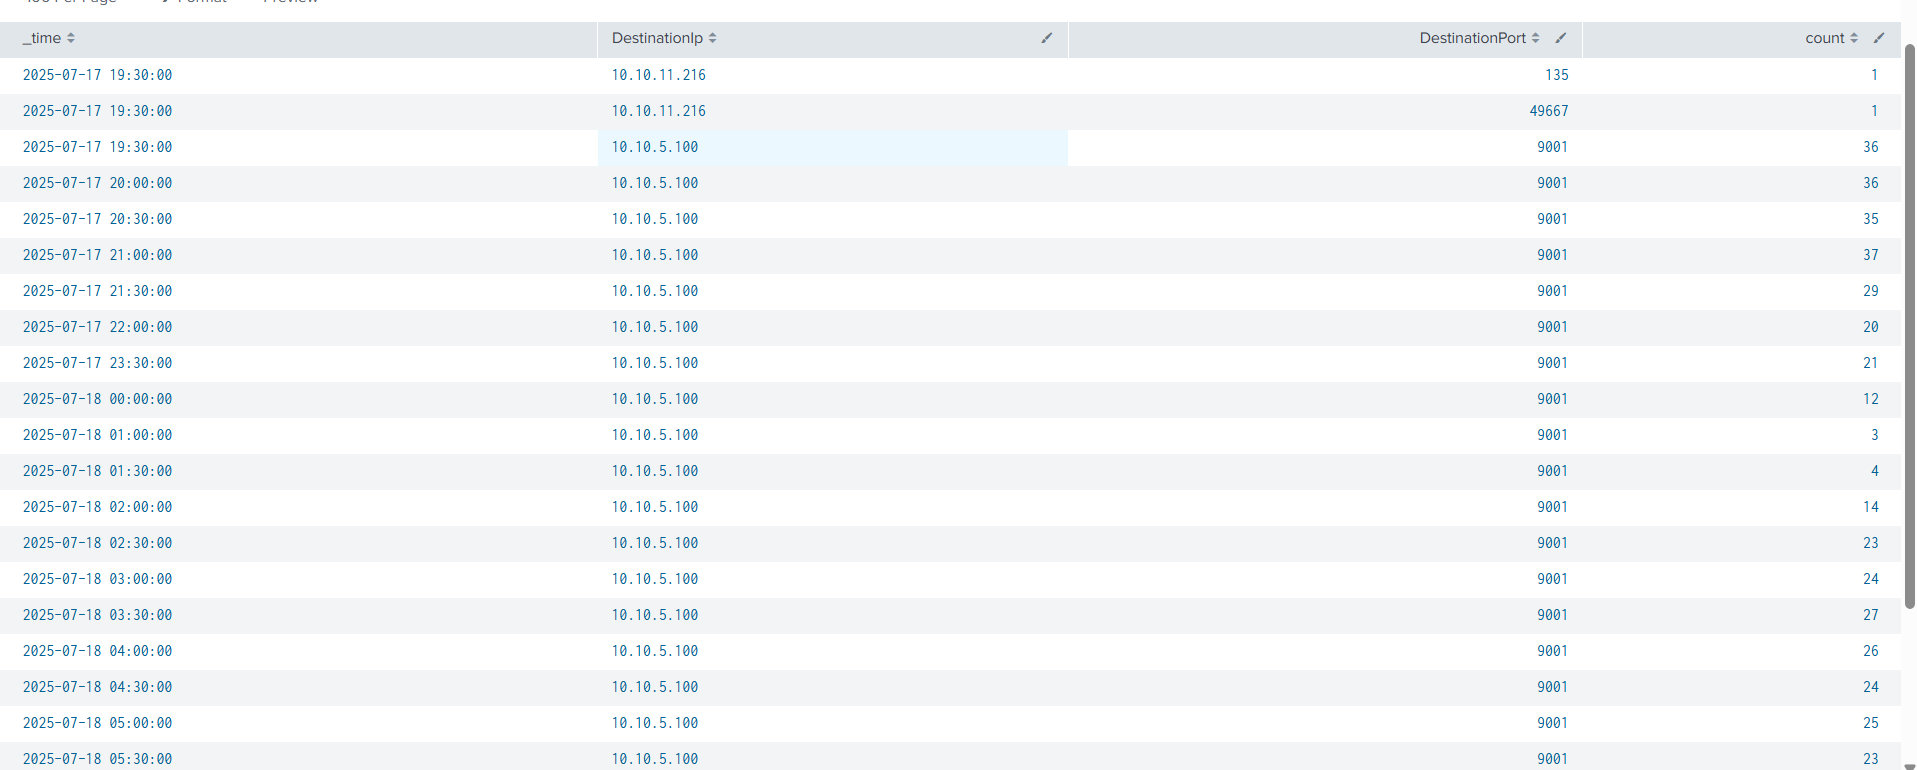 _time DestinationIp DestinationPort count
2025-07-17 19:30:00 10.10.11.216 135 1
2025-07-17 19:30:00 10.10.11.216 49667 1
2025-07-17 19:30:00 10.10.5.100 9001 36
2025-07-17 20:00:00 10.10.5.100 9001 36
2025-07-17 20:30:00 10.10.5.100 9001 35
2025-07-17 21:00:00 10.10.5.100 9001 37
2025-07-17 21:30:00 10.10.5.100 9001 29
2025-07-17 22:00:00 10.10.5.100 9001 20
2025-07-17 23:30:00 10.10.5.100 9001 21
2025-07-18 00:00:00 10.10.5.100 9001 12
2025-07-18 01:00:00 10.10.5.100 9001 3
2025-07-18 01:30:00 10.10.5.100 9001 4
2025-07-18 02:00:00 10.10.5.100 9001 14
2025-07-18 02:30:00 10.10.5.100 9001 23
2025-07-18 03:00:00 10.10.5.100 9001 24
2025-07-18 03:30:00 10.10.5.100 9001 27
2025-07-18 04:00:00 10.10.5.100 9001 26
2025-07-18 04:30:00 10.10.5.100 9001 24
2025-07-18 05:00:00 10.10.5.100 9001 25
2025-07-18 05:30:00 10.10.5.100 9001 23